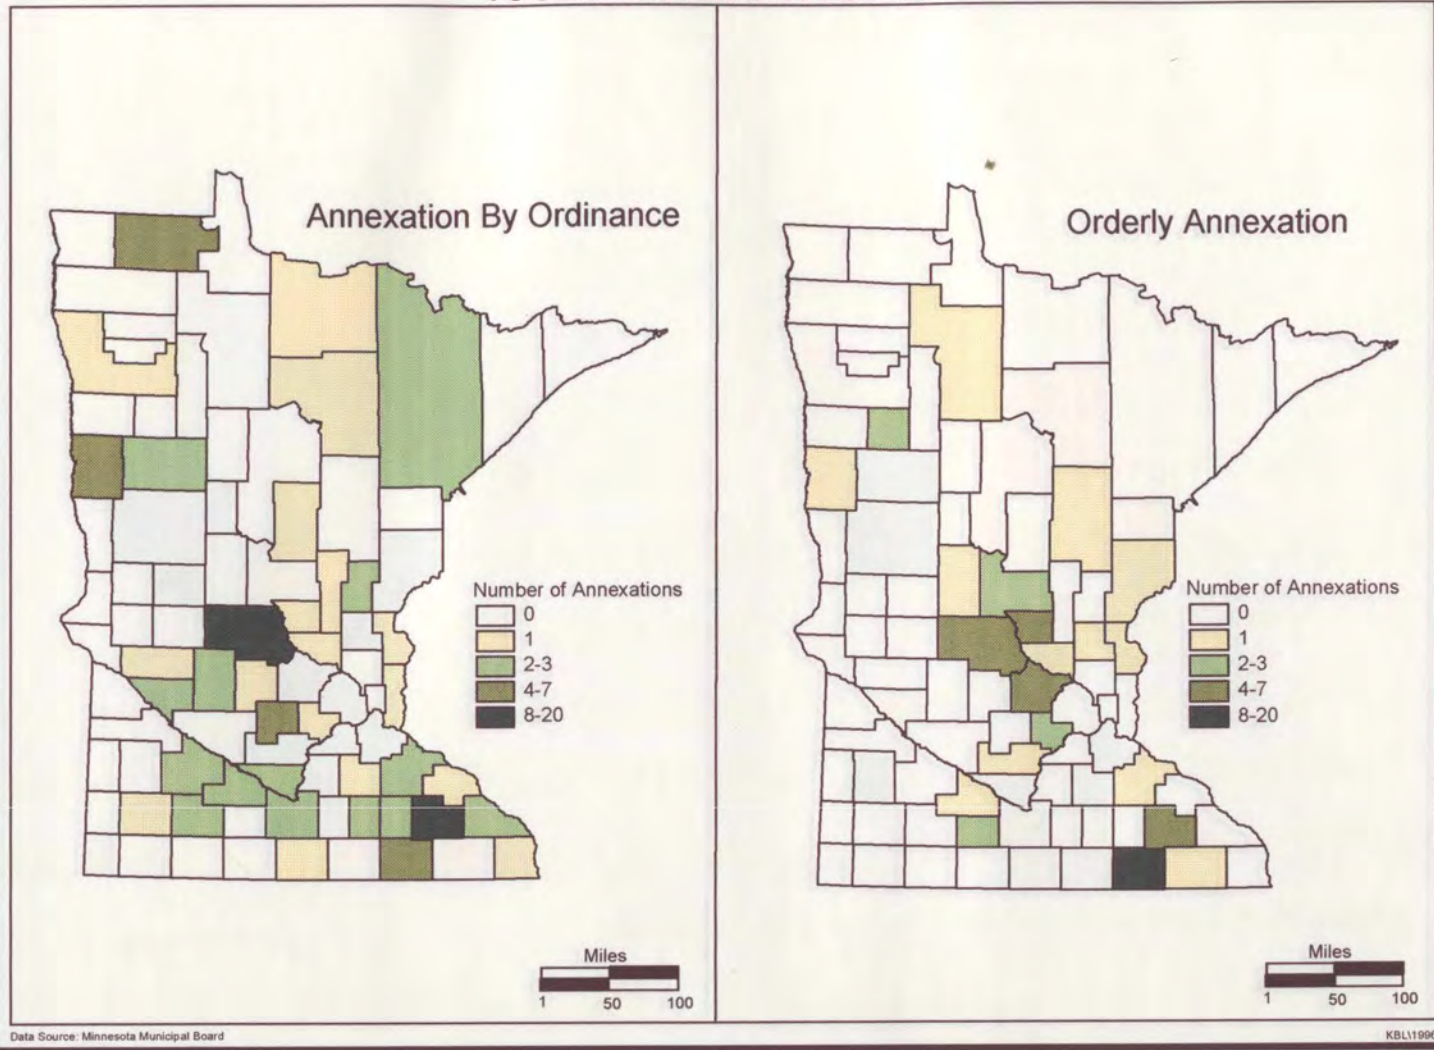 Annexation By Ordinance
Number of Annexations
0
1
2-3
4-7
8-20
Miles
1 50 100
Orderly Annexation
Number of Annexations
0
1
2-3
4-7
8-20
Miles
1 50 100
Data Source: Minnesota Municipal Board
KBL\1996